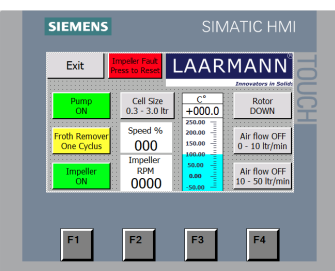 SIEMENS
SIMATIC HMI
Exit
Impeller Fault
Press to Reset
LAARMANN®
Innovators in Solids
TOUCH
Pump
ON
Cell Size
0.3 - 3.0 ltr
C°
+000.0
Rotor
DOWN
Froth Remover
One Cyclus
Speed %
000
250.00
200.00
150.00
100.00
50.00
0.00
-50.00
Air flow OFF
0 - 10 ltr/min
Impeller
ON
Impeller
RPM
0000
Air flow OFF
10 - 50 ltr/min
F1
F2
F3
F4